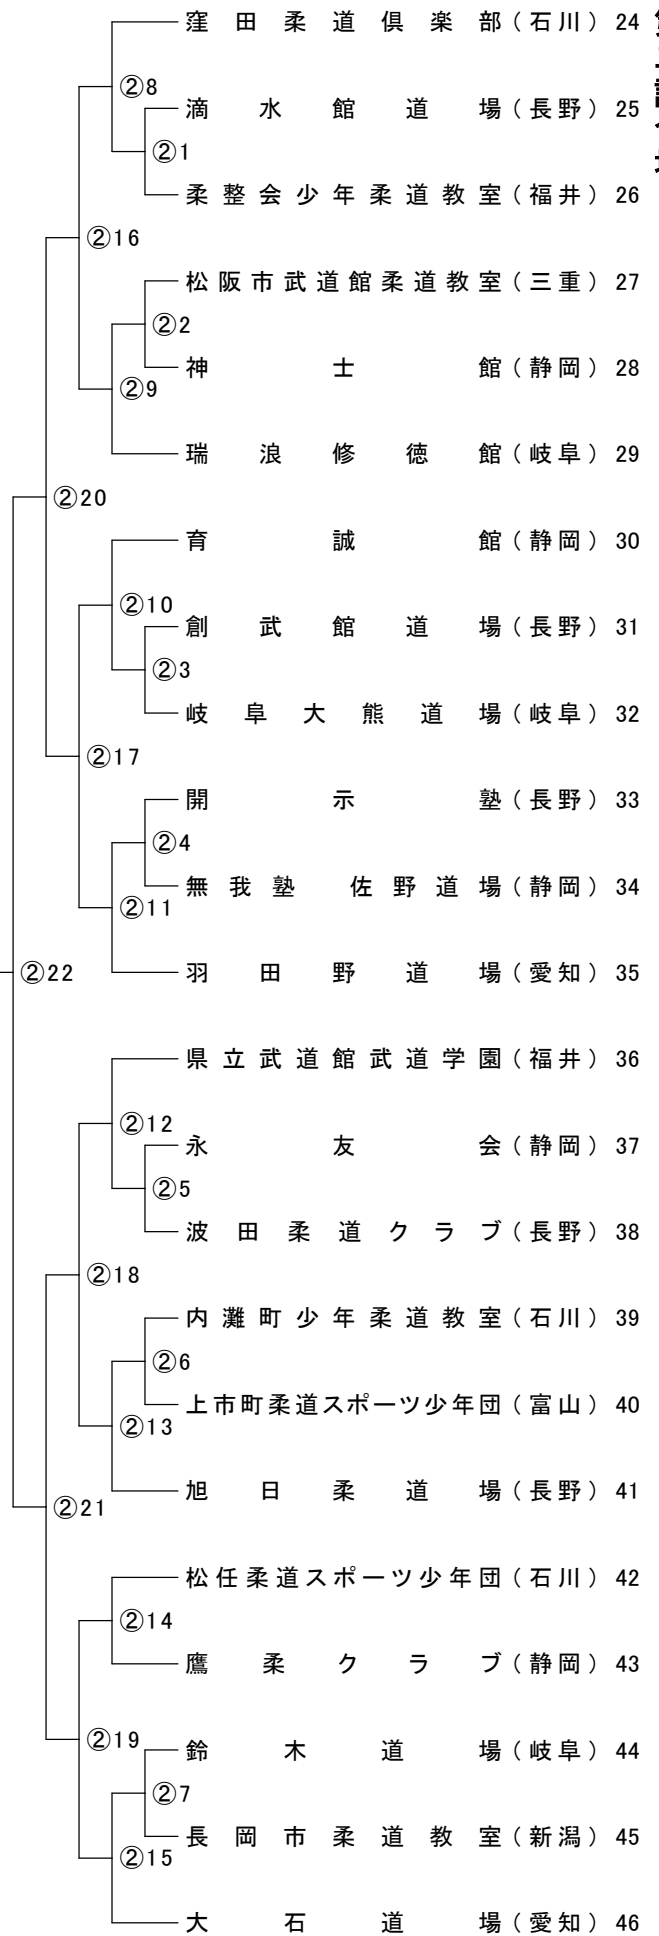 窪田柔道倶楽部(石川) 24
②8
滴水館道場(長野) 25
②1
柔整会少年柔道教室(福井) 26
②16
松阪市武道館柔道教室(三重) 27
②2
神士館(静岡) 28
②9
瑞浪修徳館(岐阜) 29
②20
育誠館(静岡) 30
②10
創武館道場(長野) 31
②3
岐阜大熊道場(岐阜) 32
②17
開示塾(長野) 33
②4
無我塾 佐野道場(静岡) 34
②11
羽田野道場(愛知) 35
②22
県立武道館武道学園(福井) 36
②12
永友会(静岡) 37
②5
波田柔道クラブ(長野) 38
②18
内灘町少年柔道教室(石川) 39
②6
上市町柔道スポーツ少年団(富山) 40
②13
旭日柔道場(長野) 41
②21
松任柔道スポーツ少年団(石川) 42
②14
鷹柔クラブ(静岡) 43
②19
鈴木道場(岐阜) 44
②7
長岡市柔道教室(新潟) 45
②15
大石道場(愛知) 46